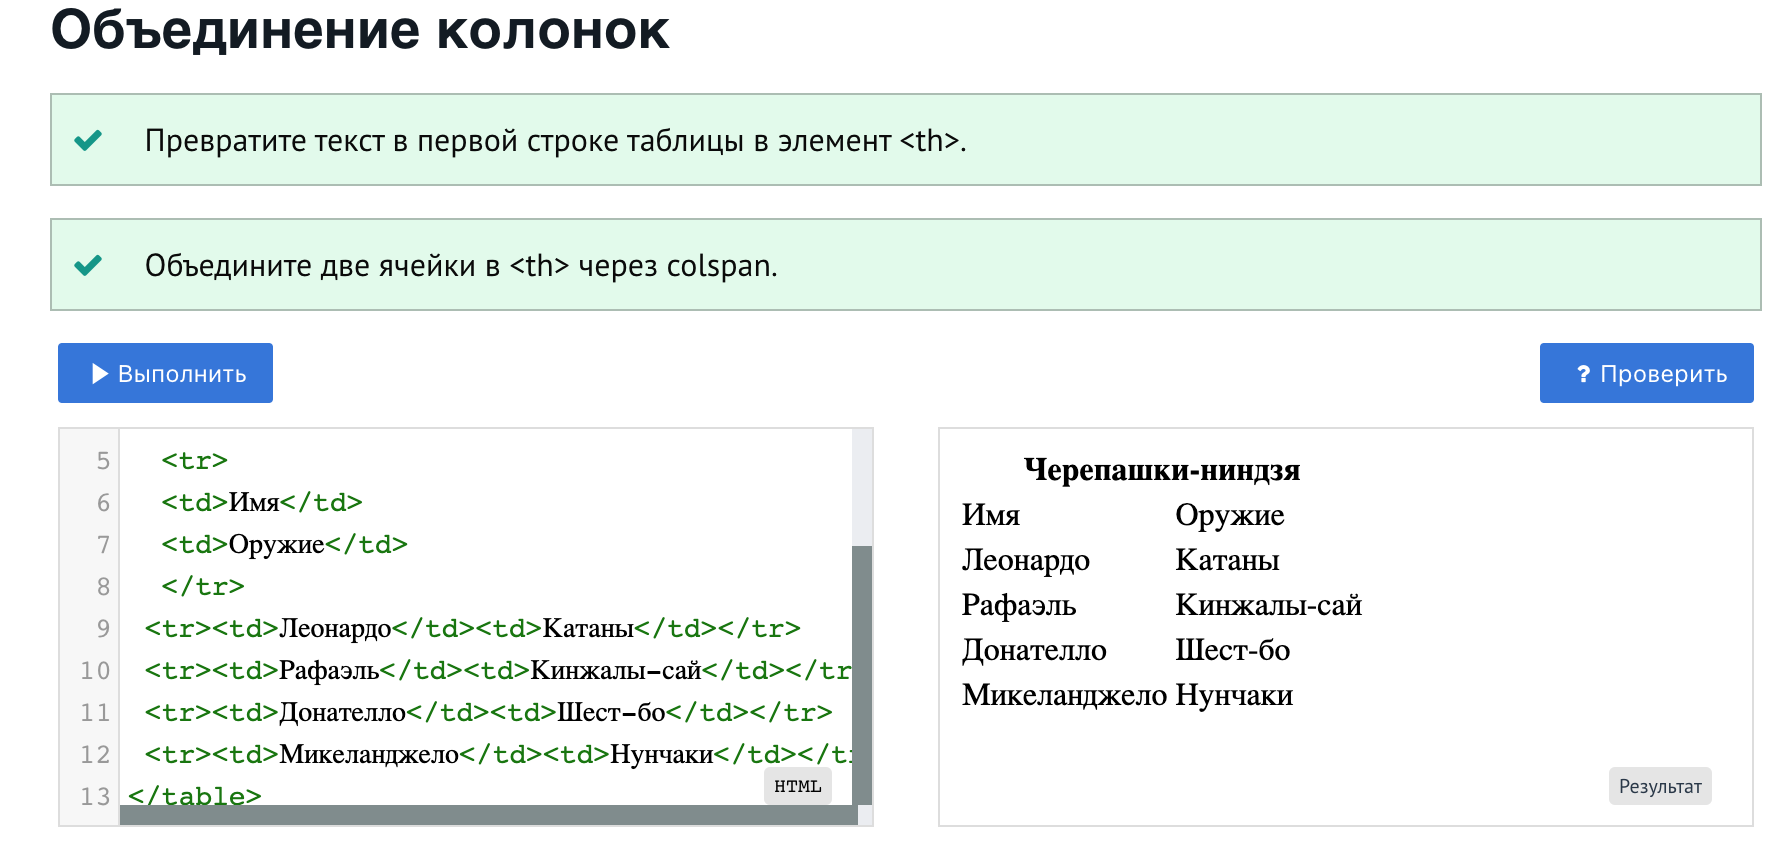 Объединение колонок
Превратите текст в первой строке таблицы в элемент <th>.
Объедините две ячейки в <th> через colspan.
Выполнить
? Проверить
5 <tr>
6 <td>Имя</td>
7 <td>Оружие</td>
8 </tr>
9 <tr><td>Леонардо</td><td>Катаны</td></tr>
10 <tr><td>Рафаэль</td><td>Кинжалы-сай</td></tr
11 <tr><td>Донателло</td><td>Шест-бо</td></tr>
12 <tr><td>Микеланджело</td><td>Нунчаки</td></t
13 </table>
HTML
Черепашки-ниндзя
Имя Оружие
Леонардо Катаны
Рафаэль Кинжалы-сай
Донателло Шест-бо
Микеланджело Нунчаки
Результат